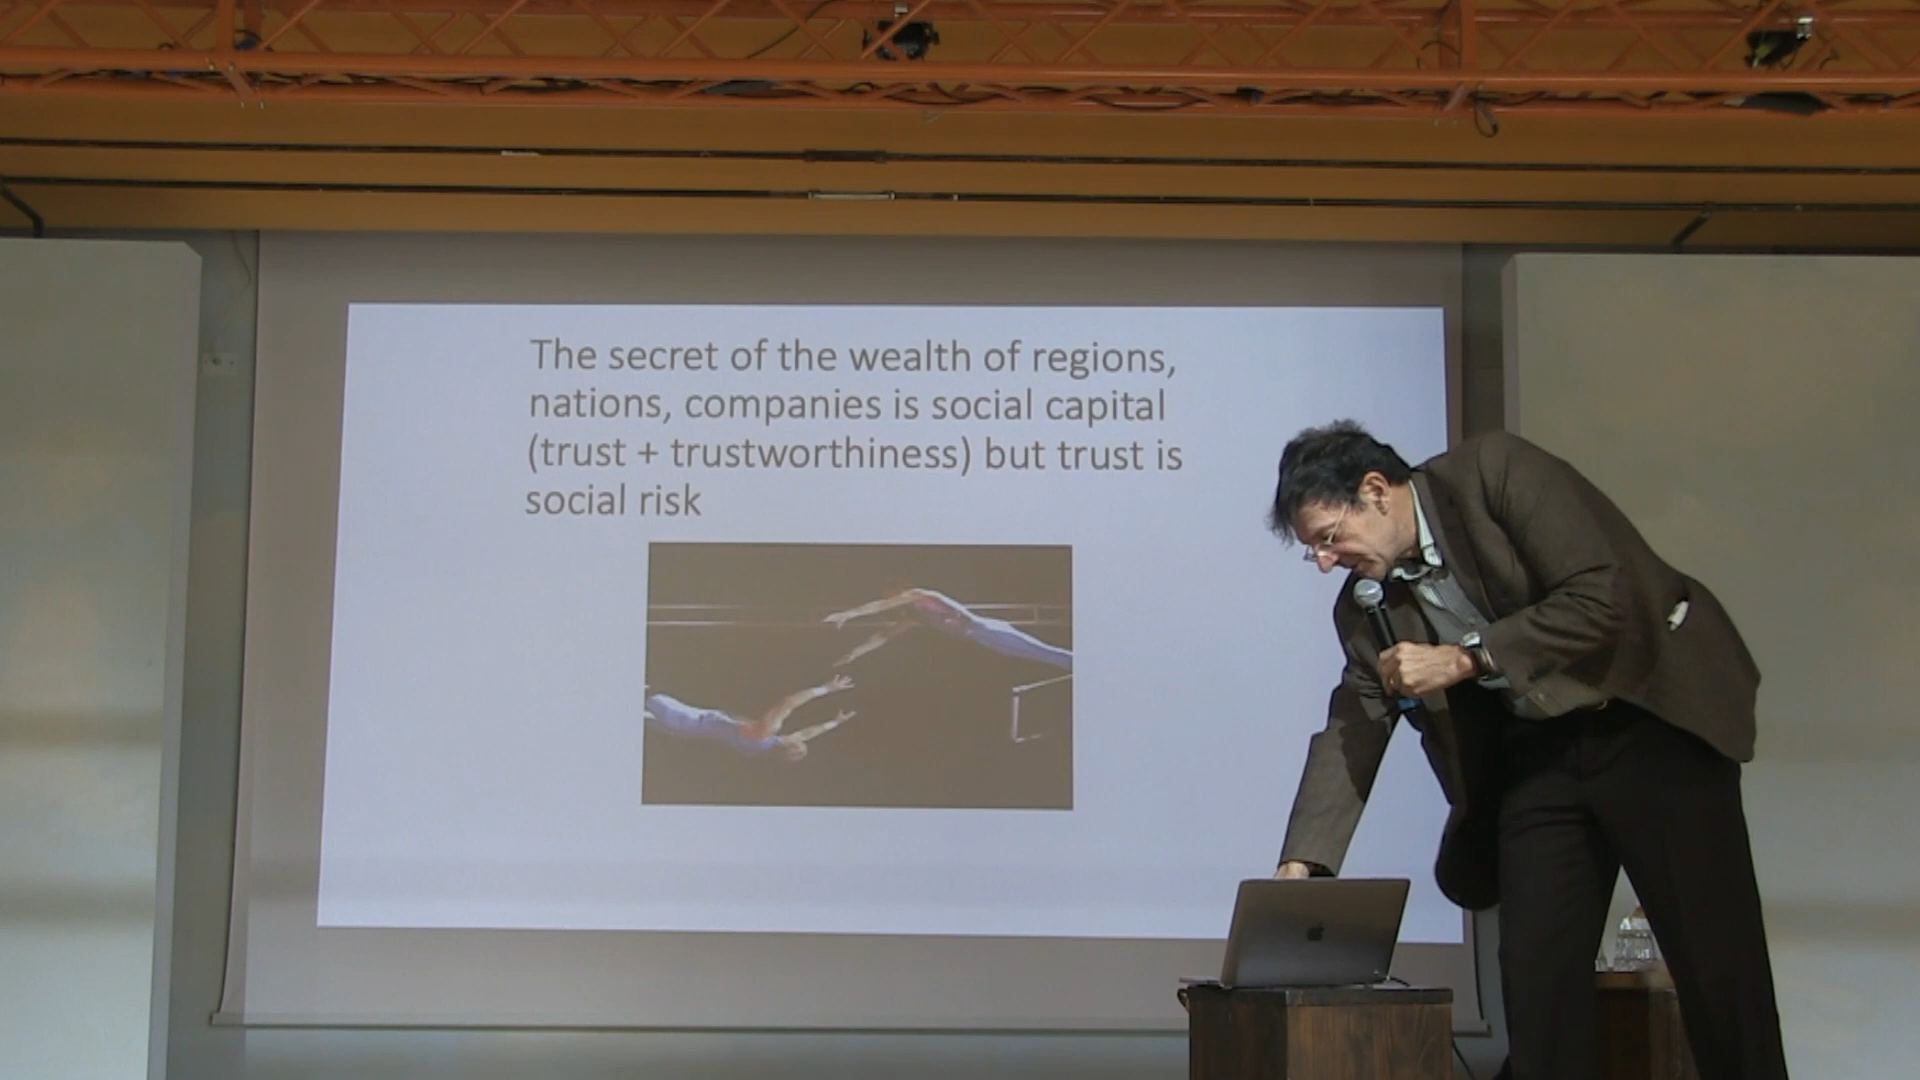 The secret of the wealth of regions,
nations, companies is social capital
(trust + trustworthiness) but trust is
social risk